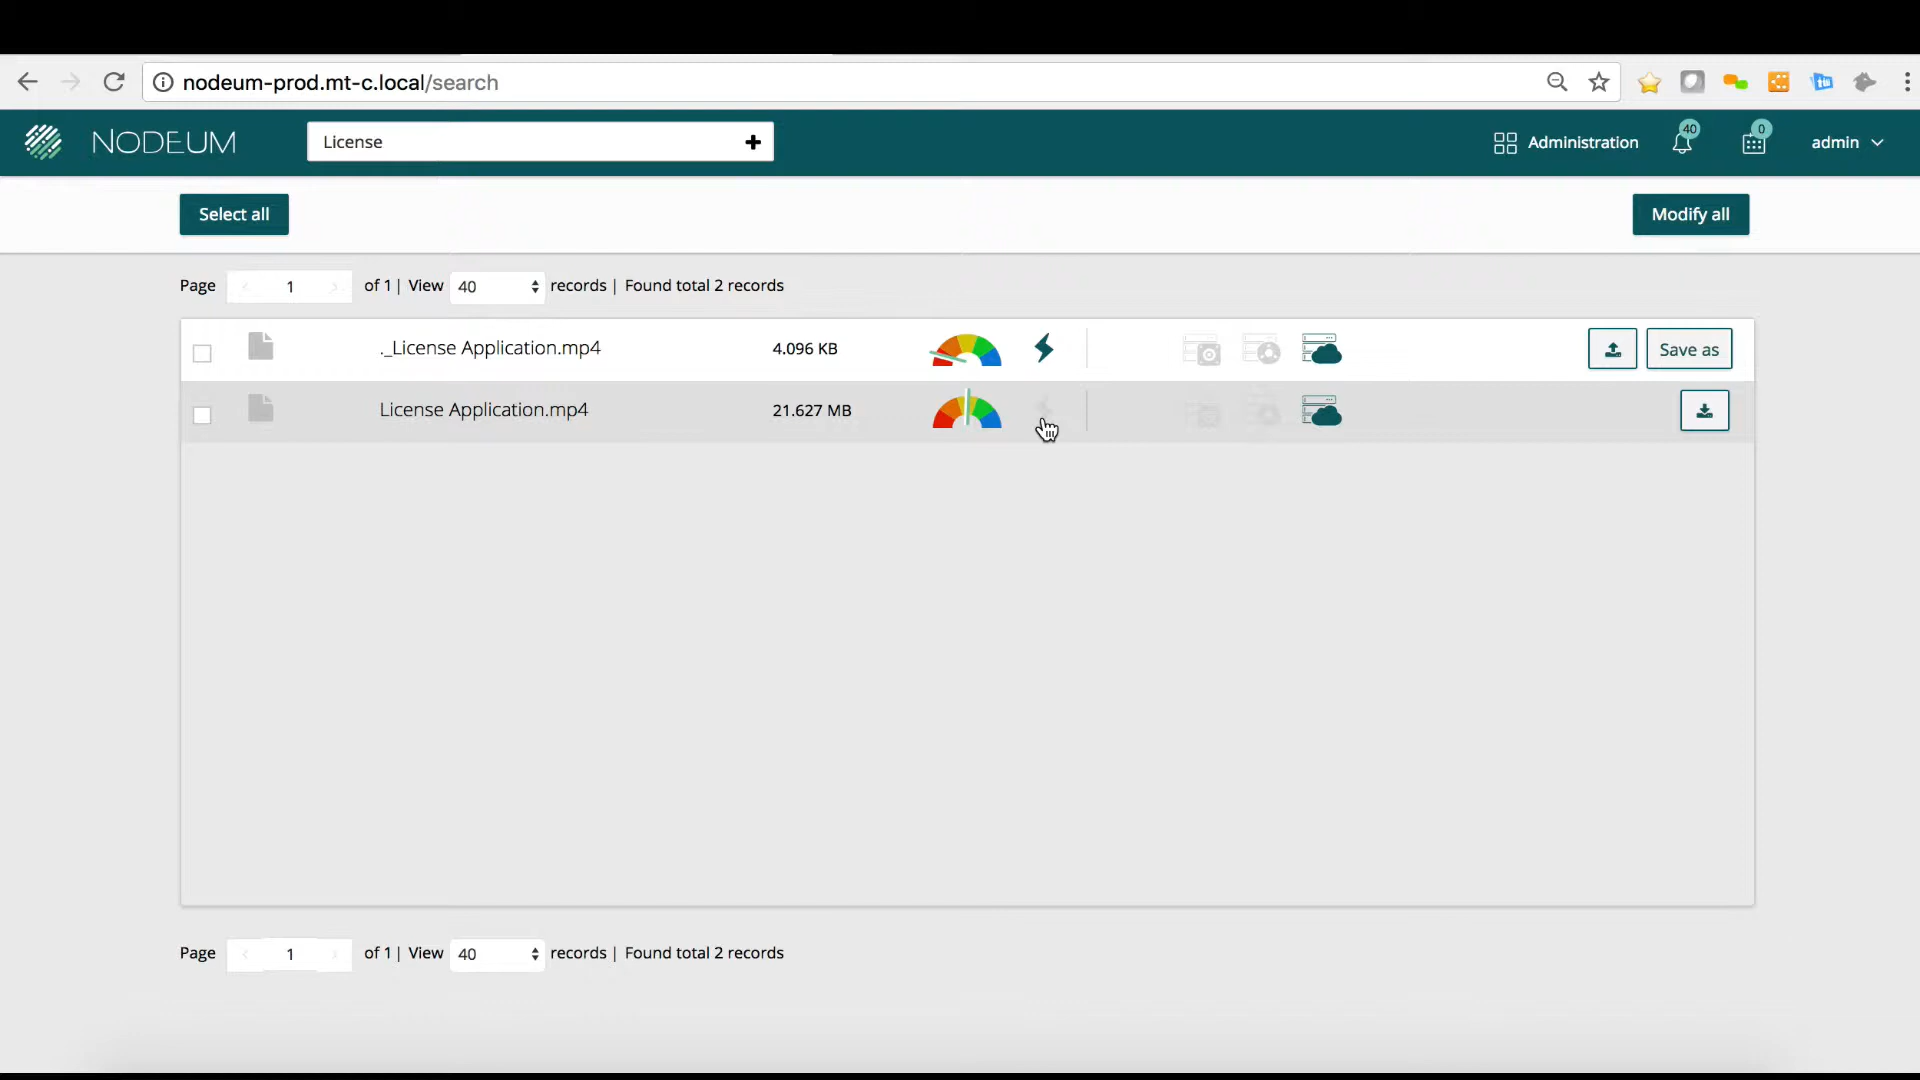 nodeum-prod.mt-c.local/search
NODEUM
License
Administration
40
0
admin
Select all
Modify all
Page 1 of 1 | View 40 records | Found total 2 records
._License Application.mp4 4.096 KB Save as
License Application.mp4 21.627 MB
Page 1 of 1 | View 40 records | Found total 2 records